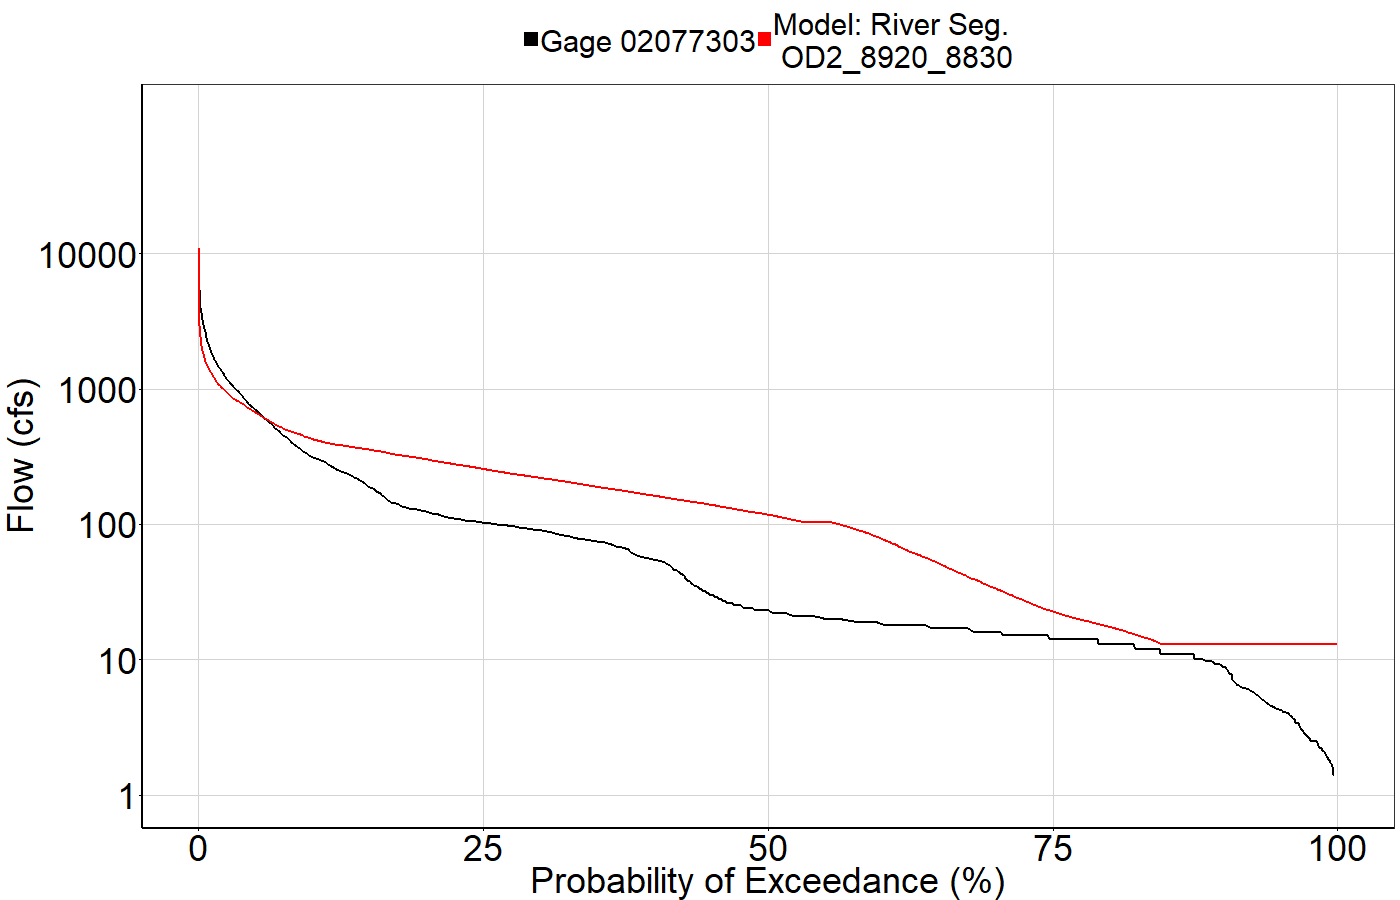 Gage 02077303
Model: River Seg.
OD2_8920_8830
Flow (cfs)
10000
1000
100
10
1
0 25 50 75 100
Probability of Exceedance (%)